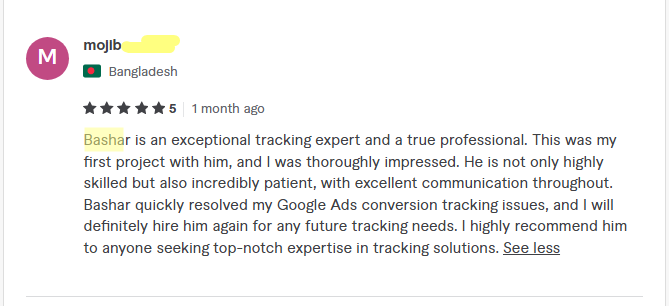 M
mojib
Bangladesh
5 | 1 month ago
Bashar is an exceptional tracking expert and a true professional. This was my
first project with him, and I was thoroughly impressed. He is not only highly
skilled but also incredibly patient, with excellent communication throughout.
Bashar quickly resolved my Google Ads conversion tracking issues, and I will
definitely hire him again for any future tracking needs. I highly recommend him
to anyone seeking top-notch expertise in tracking solutions. See less